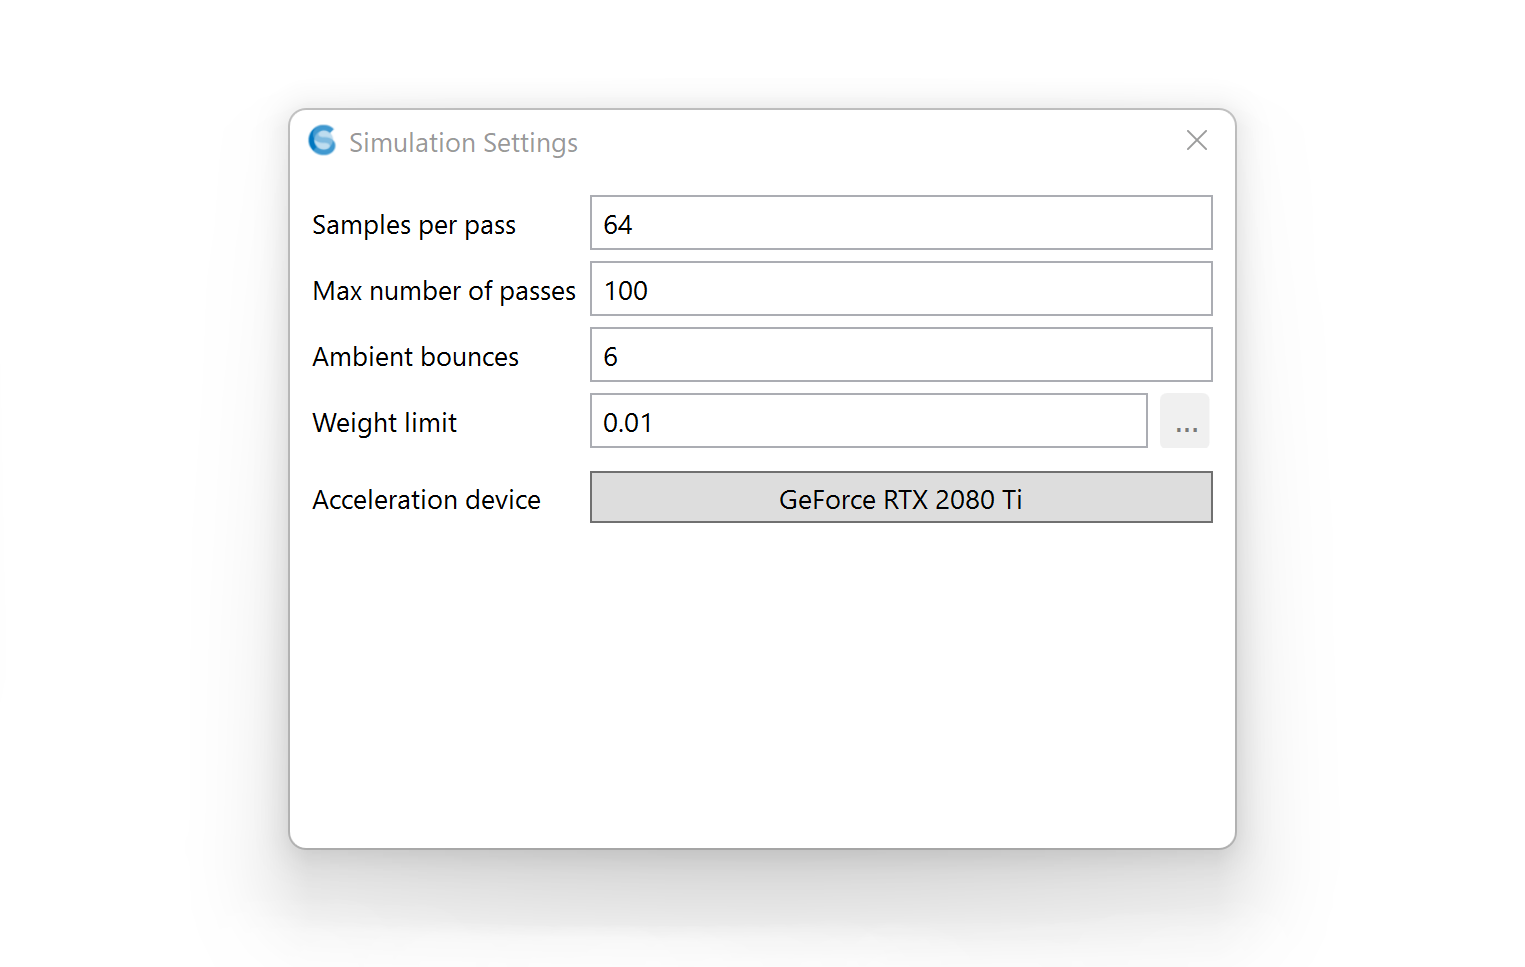 Simulation Settings
Samples per pass 64
Max number of passes 100
Ambient bounces 6
Weight limit 0.01 ...
Acceleration device GeForce RTX 2080 Ti